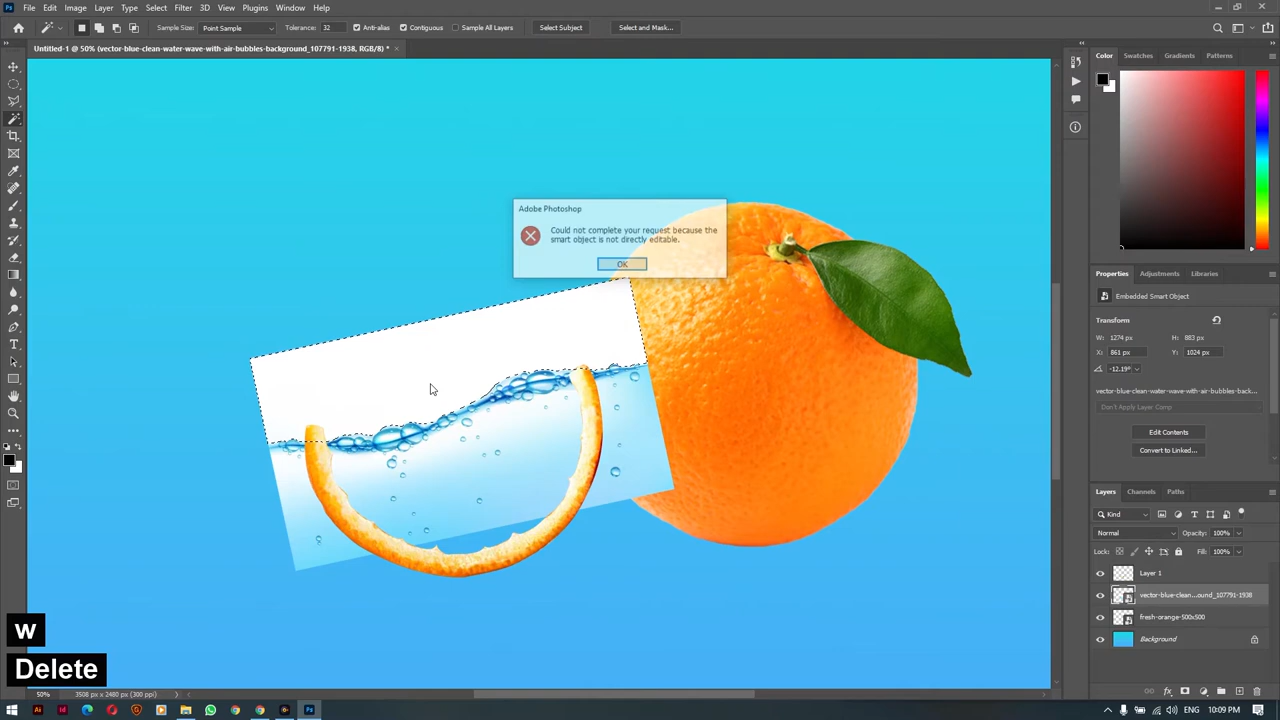 File Edit Image Layer Type Select Filter 3D View Plugins Window Help
Sample Size: Point Sample Tolerance: 32 Anti-alias Contiguous Sample All Layers Select Subject Select and Mask...
Untitled-1 @ 50% (vector-blue-clean-water-wave-with-air-bubbles-background_107791-1938, RGB/8) * ×
Color Swatches Gradients Patterns
Adobe Photoshop
Could not complete your request because the
smart object is not directly editable.
OK
Properties Adjustments Libraries
Embedded Smart Object
Transform
W: 1274 px H: 883 px
X: 861 px Y: 1024 px
-12.19°
vector-blue-clean-water-wave-with-air-bubbles-back...
Don't Apply Layer Comp
Edit Contents
Convert to Linked...
Layers Channels Paths
Kind
Normal Opacity: 100%
Lock: Fill: 100%
Layer 1
vector-blue-clean...ound_107791-1938
fresh-orange-500x500
Background
w
Delete
50% 3508 px x 2480 px (300 ppi)
ENG 10:09 PM